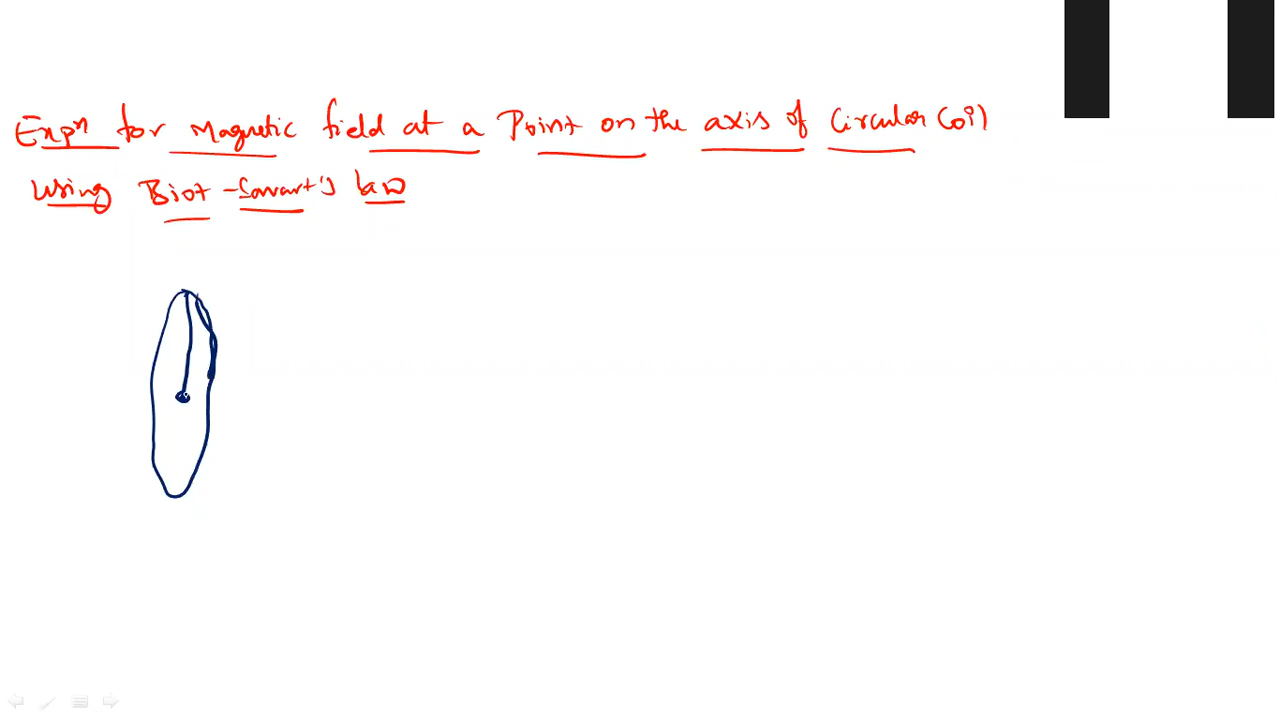 Expⁿ for Magnetic field at a Point on the axis of Circular Coil
Using Biot-Savart's law